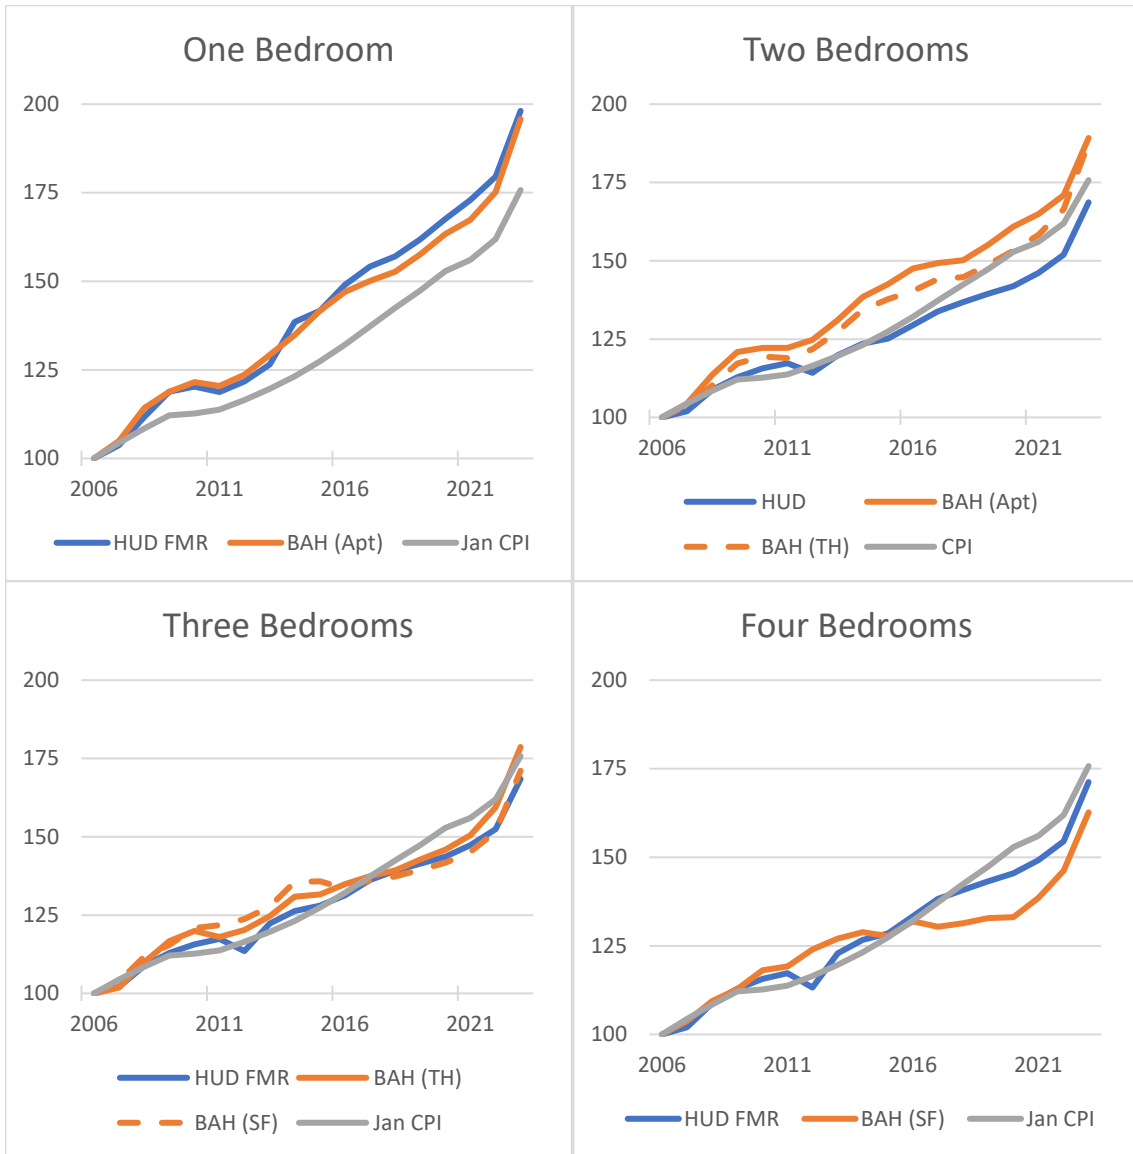 One Bedroom
200
175
150
125
100
2006 2011 2016 2021
HUD FMR BAH (Apt) Jan CPI
Two Bedrooms
200
175
150
125
100
2006 2011 2016 2021
HUD BAH (Apt)
BAH (TH) CPI
Three Bedrooms
200
175
150
125
100
2006 2011 2016 2021
HUD FMR BAH (TH)
BAH (SF) Jan CPI
Four Bedrooms
200
175
150
125
100
2006 2011 2016 2021
HUD FMR BAH (SF) Jan CPI